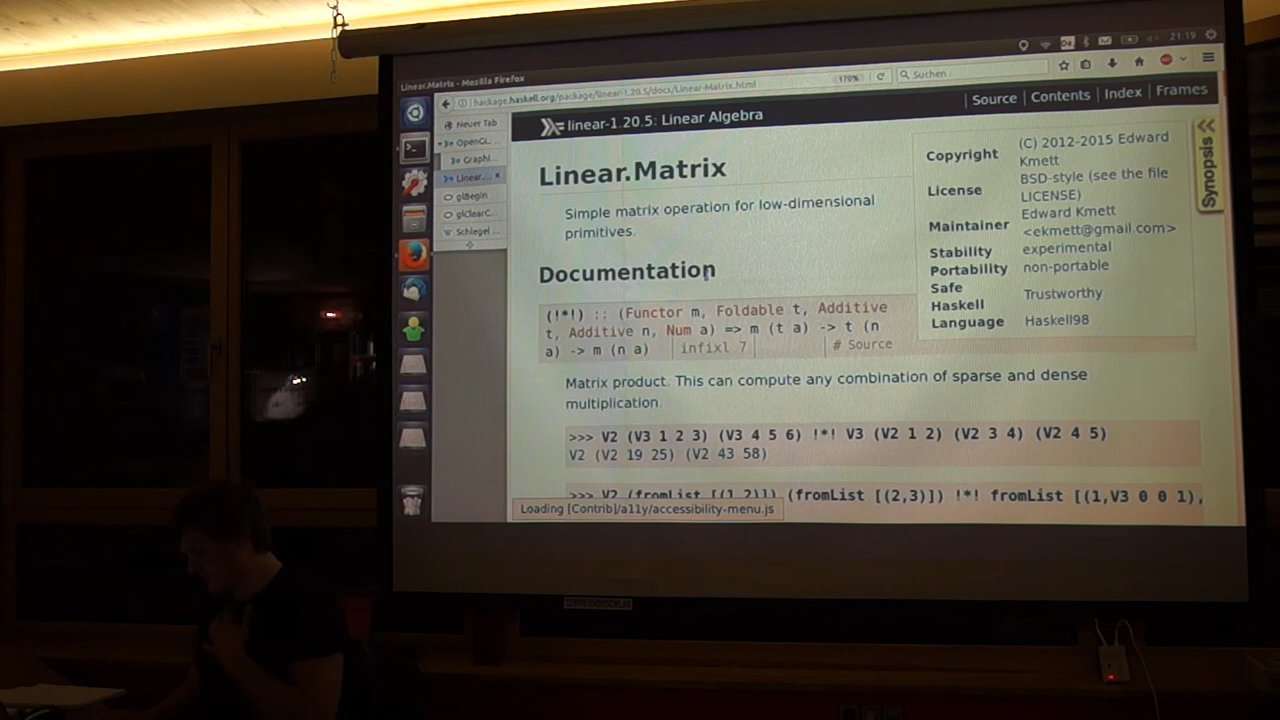 Linear.Matrix - Mozilla Firefox
21:19
hackage.haskell.org/package/linear-1.20.5/docs/Linear-Matrix.html
170%
Suchen
Neuer Tab
OpenGL:
Graphi...
Linear....
glBegin
glClearC...
Schlegel ...
linear-1.20.5: Linear Algebra
Source | Contents | Index | Frames
Linear.Matrix
Simple matrix operation for low-dimensional
primitives.
Copyright (C) 2012-2015 Edward
Kmett
License BSD-style (see the file
LICENSE)
Maintainer Edward Kmett
<ekmett@gmail.com>
Stability experimental
Portability non-portable
Safe
Haskell Trustworthy
Language Haskell98
Synopsis
Documentation
(!*!) :: (Functor m, Foldable t, Additive
t, Additive n, Num a) => m (t a) -> t (n
a) -> m (n a) infixl 7 # Source
Matrix product. This can compute any combination of sparse and dense
multiplication.
>>> V2 (V3 1 2 3) (V3 4 5 6) !*! V3 (V2 1 2) (V2 3 4) (V2 4 5)
V2 (V2 19 25) (V2 43 58)
>>> V2 (fromList [(1,2)]) (fromList [(2,3)]) !*! fromList [(1,V3 0 0 1),
Loading [Contrib]/a11y/accessibility-menu.js